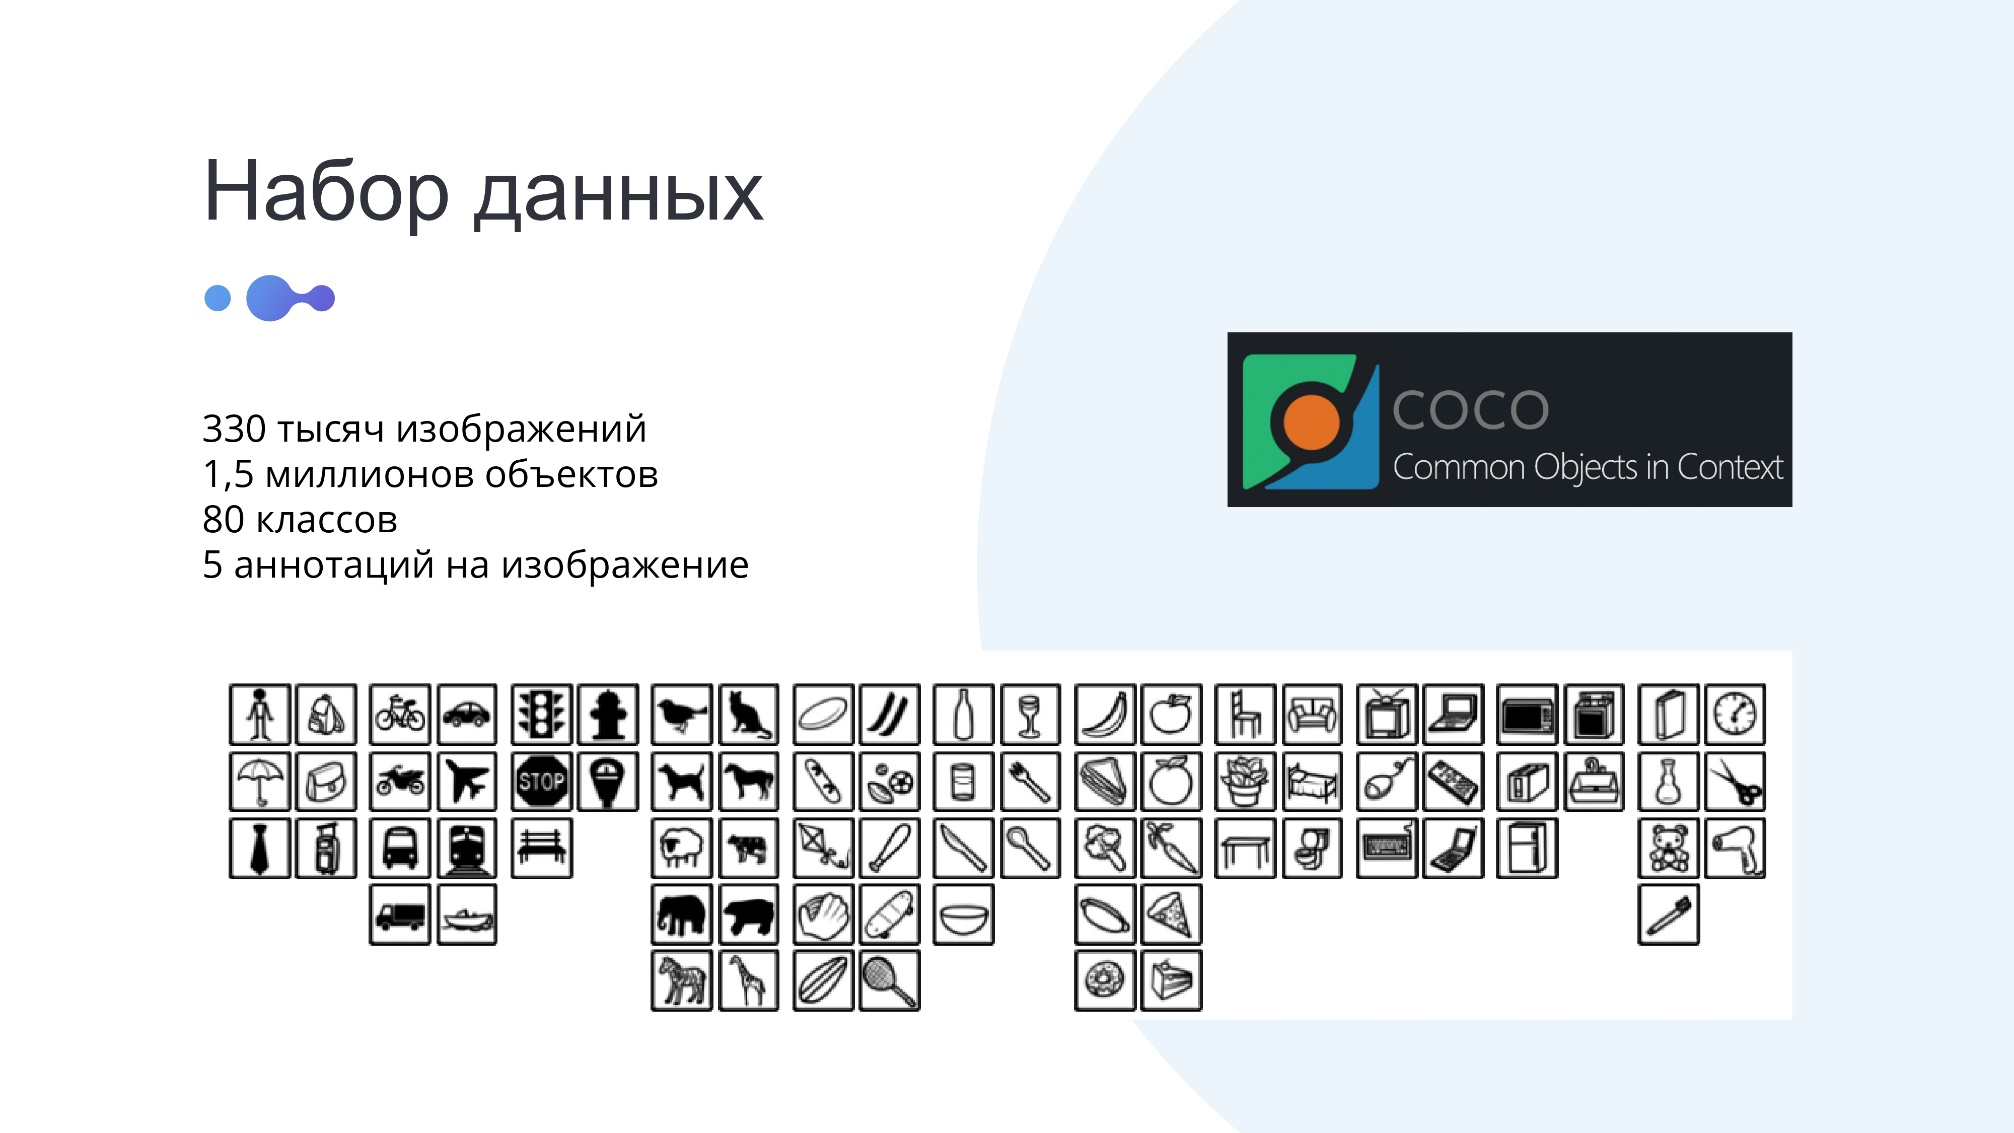 Набор данных
330 тысяч изображений
1,5 миллионов объектов
80 классов
5 аннотаций на изображение
COCO
Common Objects in Context
STOP